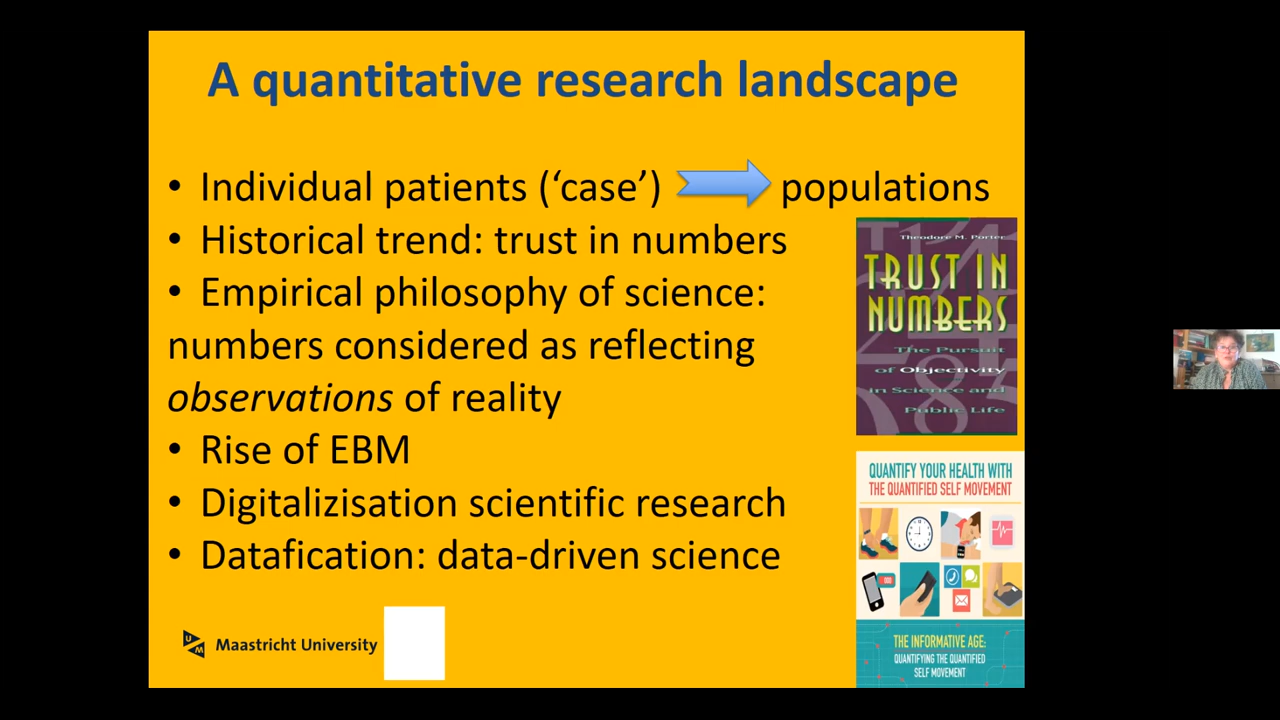 A quantitative research landscape
• Individual patients (‘case’) populations
• Historical trend: trust in numbers
• Empirical philosophy of science:
numbers considered as reflecting
observations of reality
• Rise of EBM
• Digitalizisation scientific research
• Datafication: data-driven science
Theodore M. Porter
TRUST IN
NUMBERS
The Pursuit
of Objectivity
in Science and
Public Life
QUANTIFY YOUR HEALTH WITH
THE QUANTIFIED SELF MOVEMENT
THE INFORMATIVE AGE:
QUANTIFYING THE QUANTIFIED
SELF MOVEMENT
UM
Maastricht University